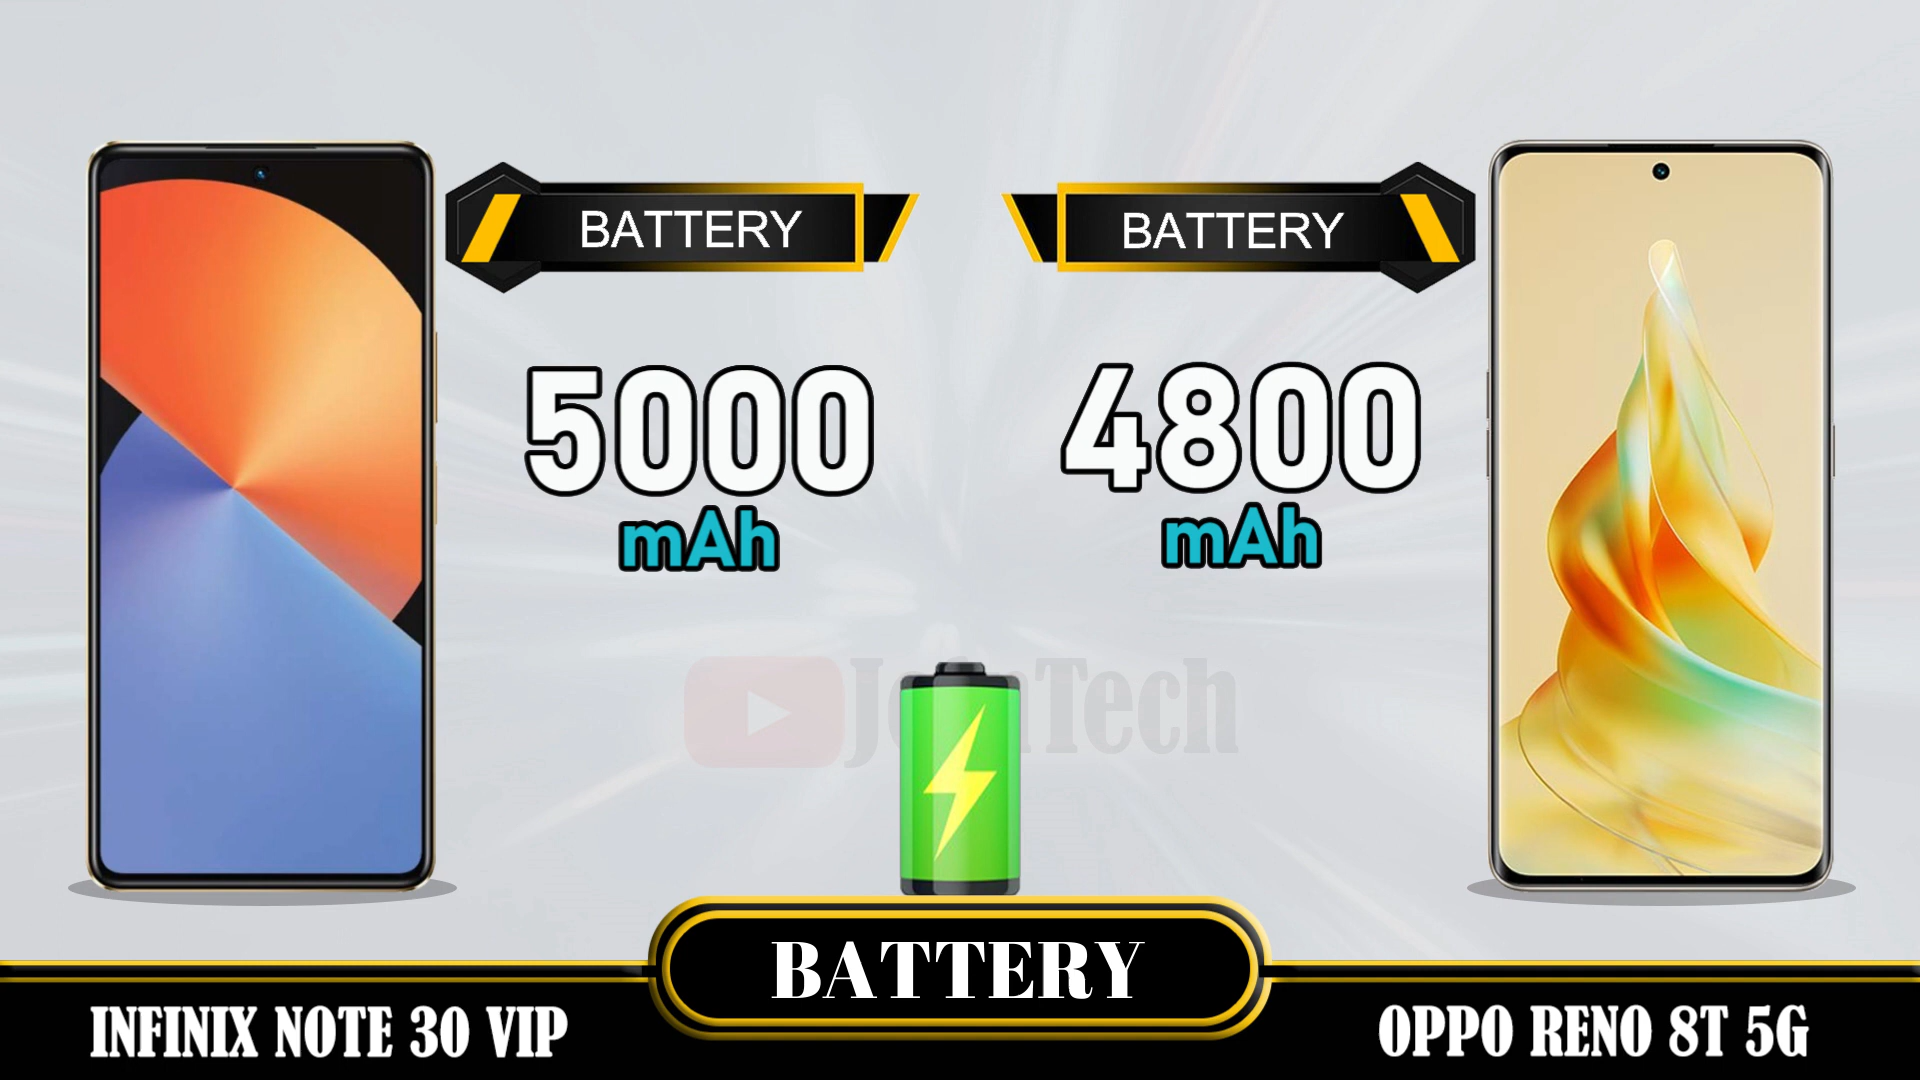 BATTERY
BATTERY
5000
mAh
4800
mAh
BATTERY
INFINIX NOTE 30 VIP
OPPO RENO 8T 5G